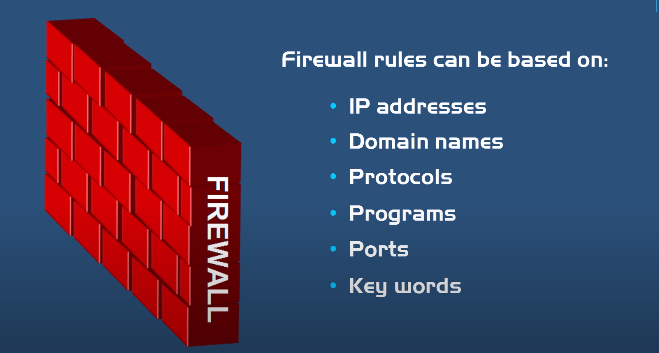 FIREWALL
Firewall rules can be based on:
• IP addresses
• Domain names
• Protocols
• Programs
• Ports
• Key words